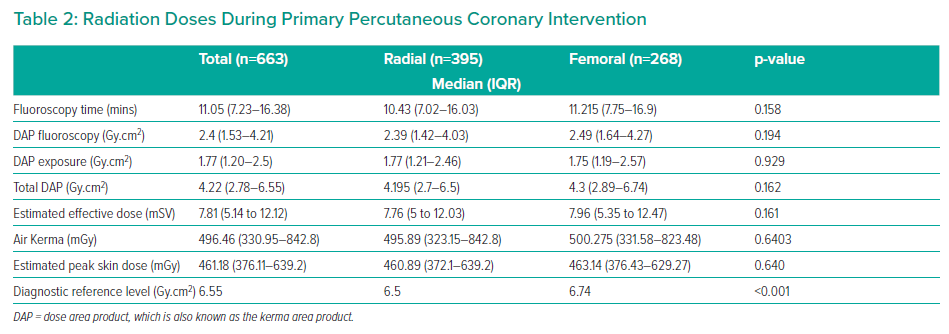 Table 2: Radiation Doses During Primary Percutaneous Coronary Intervention
Total (n=663) Radial (n=395) Femoral (n=268) p-value
Median (IQR)
Fluoroscopy time (mins) 11.05 (7.23–16.38) 10.43 (7.02–16.03) 11.215 (7.75–16.9) 0.158
DAP fluoroscopy (Gy.cm²) 2.4 (1.53–4.21) 2.39 (1.42–4.03) 2.49 (1.64–4.27) 0.194
DAP exposure (Gy.cm²) 1.77 (1.20–2.5) 1.77 (1.21–2.46) 1.75 (1.19–2.57) 0.929
Total DAP (Gy.cm²) 4.22 (2.78–6.55) 4.195 (2.7–6.5) 4.3 (2.89–6.74) 0.162
Estimated effective dose (mSV) 7.81 (5.14 to 12.12) 7.76 (5 to 12.03) 7.96 (5.35 to 12.47) 0.161
Air Kerma (mGy) 496.46 (330.95–842.8) 495.89 (323.15–842.8) 500.275 (331.58–823.48) 0.6403
Estimated peak skin dose (mGy) 461.18 (376.11–639.2) 460.89 (372.1–639.2) 463.14 (376.43–629.27) 0.640
Diagnostic reference level (Gy.cm²) 6.55 6.5 6.74 <0.001
DAP = dose area product, which is also known as the kerma area product.